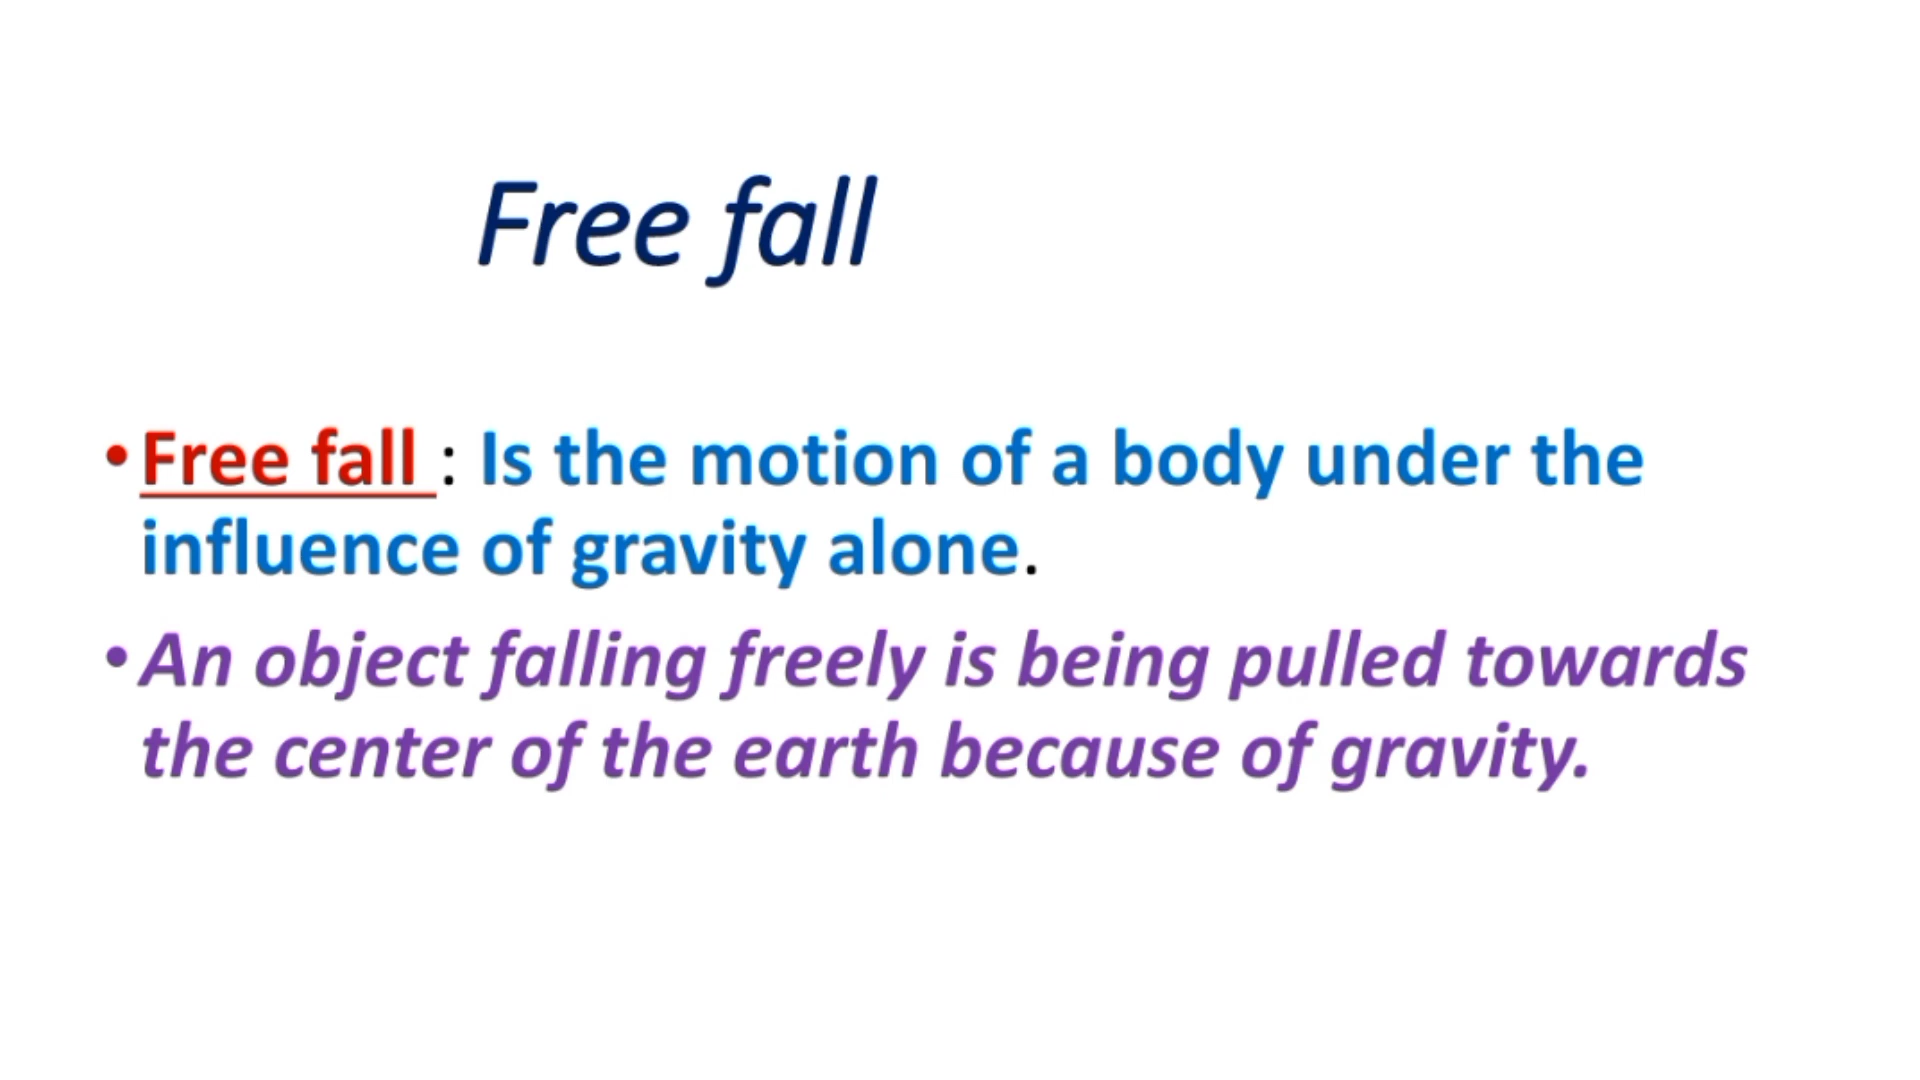 Free fall
• Free fall : Is the motion of a body under the
influence of gravity alone.
• An object falling freely is being pulled towards
the center of the earth because of gravity.